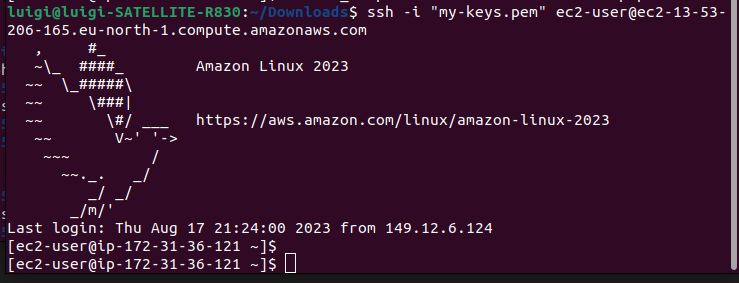 luigi@luigi-SATELLITE-R830:~/Downloads$ ssh -i "my-keys.pem" ec2-user@ec2-13-53-
206-165.eu-north-1.compute.amazonaws.com
   ,     #_
   ~\_  ####_        Amazon Linux 2023
  ~~  \_#####\
  ~~     \###|
  ~~       \#/ ___   https://aws.amazon.com/linux/amazon-linux-2023
   ~~       V~' '->
    ~~~         /
      ~~._.   _/
         _/ _/
       _/m/'
Last login: Thu Aug 17 21:24:00 2023 from 149.12.6.124
[ec2-user@ip-172-31-36-121 ~]$
[ec2-user@ip-172-31-36-121 ~]$